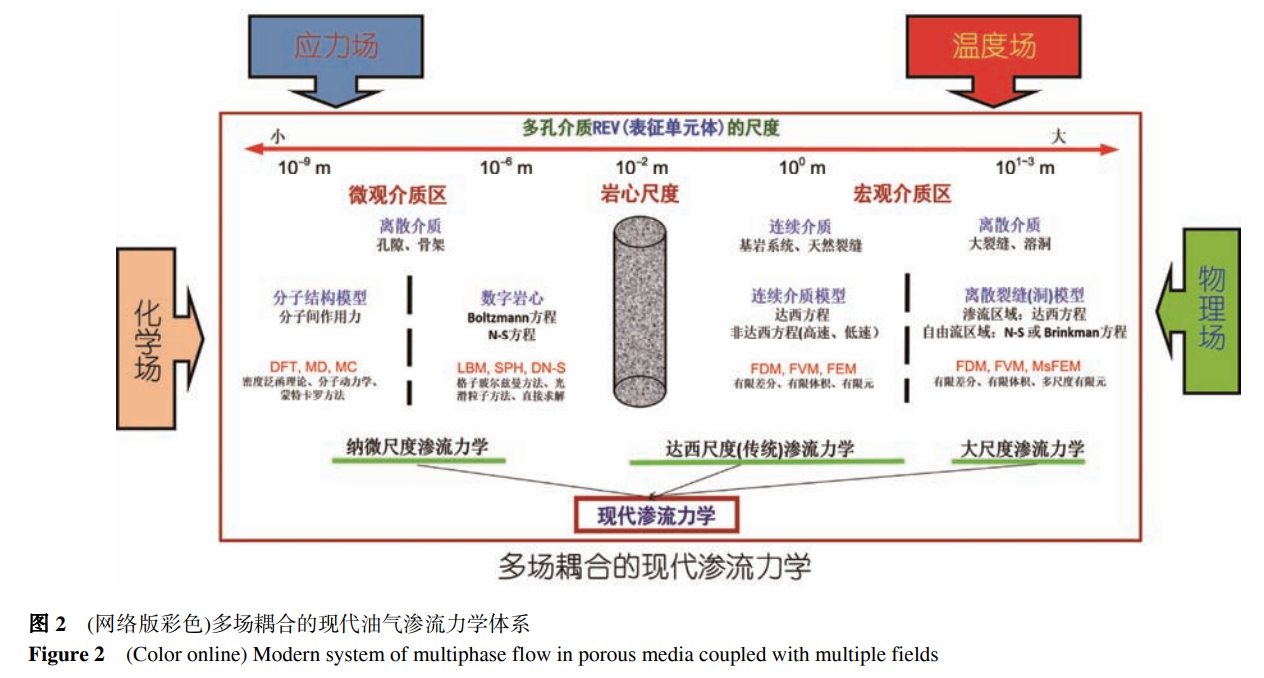 应力场
温度场
多孔介质REV(表征单元体)的尺度
小
大
10⁻⁹ m
10⁻⁶ m
10⁻² m
10⁰ m
10¹⁻³ m
微观介质区
岩心尺度
宏观介质区
离散介质
孔隙、骨架
连续介质
基岩系统、天然裂缝
离散介质
大裂缝、溶洞
化学场
物理场
分子结构模型
分子间作用力
数字岩心
Boltzmann方程
N-S方程
连续介质模型
达西方程
非达西方程(高速、低速)
离散裂缝(洞)模型
渗流区域：达西方程
自由流区域：N-S 或 Brinkman方程
DFT, MD, MC
密度泛函理论、分子动力学、
蒙特卡罗方法
LBM, SPH, DN-S
格子玻尔兹曼方法、光
滑粒子方法、直接求解
FDM, FVM, FEM
有限差分、有限体积、有限元
FDM, FVM, MsFEM
有限差分、有限体积、多尺度有限元
纳微尺度渗流力学
达西尺度(传统)渗流力学
大尺度渗流力学
现代渗流力学
多场耦合的现代渗流力学
图 2 (网络版彩色)多场耦合的现代油气渗流力学体系
Figure 2 (Color online) Modern system of multiphase flow in porous media coupled with multiple fields